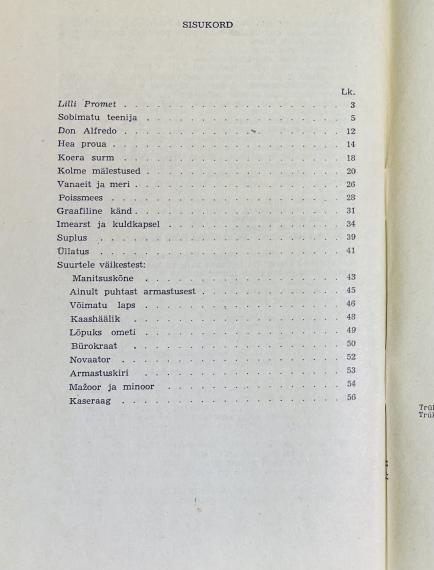 SISUKORD
Lk.
Lilli Promet . . . . . . . . . . . . . . . . 3
Sobimatu teenija . . . . . . . . . . . . . . 5
Don Alfredo . . . . . . . . . . . . . . . . 12
Hea proua . . . . . . . . . . . . . . . . . 14
Koera surm . . . . . . . . . . . . . . . . 18
Kolme mälestused . . . . . . . . . . . . . . 20
Vanaeit ja meri . . . . . . . . . . . . . . . 26
Poissmees . . . . . . . . . . . . . . . . . 28
Graafiline känd . . . . . . . . . . . . . . . 31
Imearst ja kuldkapsel . . . . . . . . . . . . . 34
Suplus . . . . . . . . . . . . . . . . . . 39
Üllatus . . . . . . . . . . . . . . . . . . 41
Suurtele väikestest:
Manitsuskõne . . . . . . . . . . . . . . 43
Ainult puhtast armastusest . . . . . . . . . . 45
Võimatu laps . . . . . . . . . . . . . . 46
Kaashäälik . . . . . . . . . . . . . . . 48
Lõpuks ometi . . . . . . . . . . . . . . 49
Bürokraat . . . . . . . . . . . . . . . 50
Novaator . . . . . . . . . . . . . . . . 52
Armastuskiri . . . . . . . . . . . . . . 53
Mažoor ja minoor . . . . . . . . . . . . . 54
Kaseraag . . . . . . . . . . . . . . . . 56